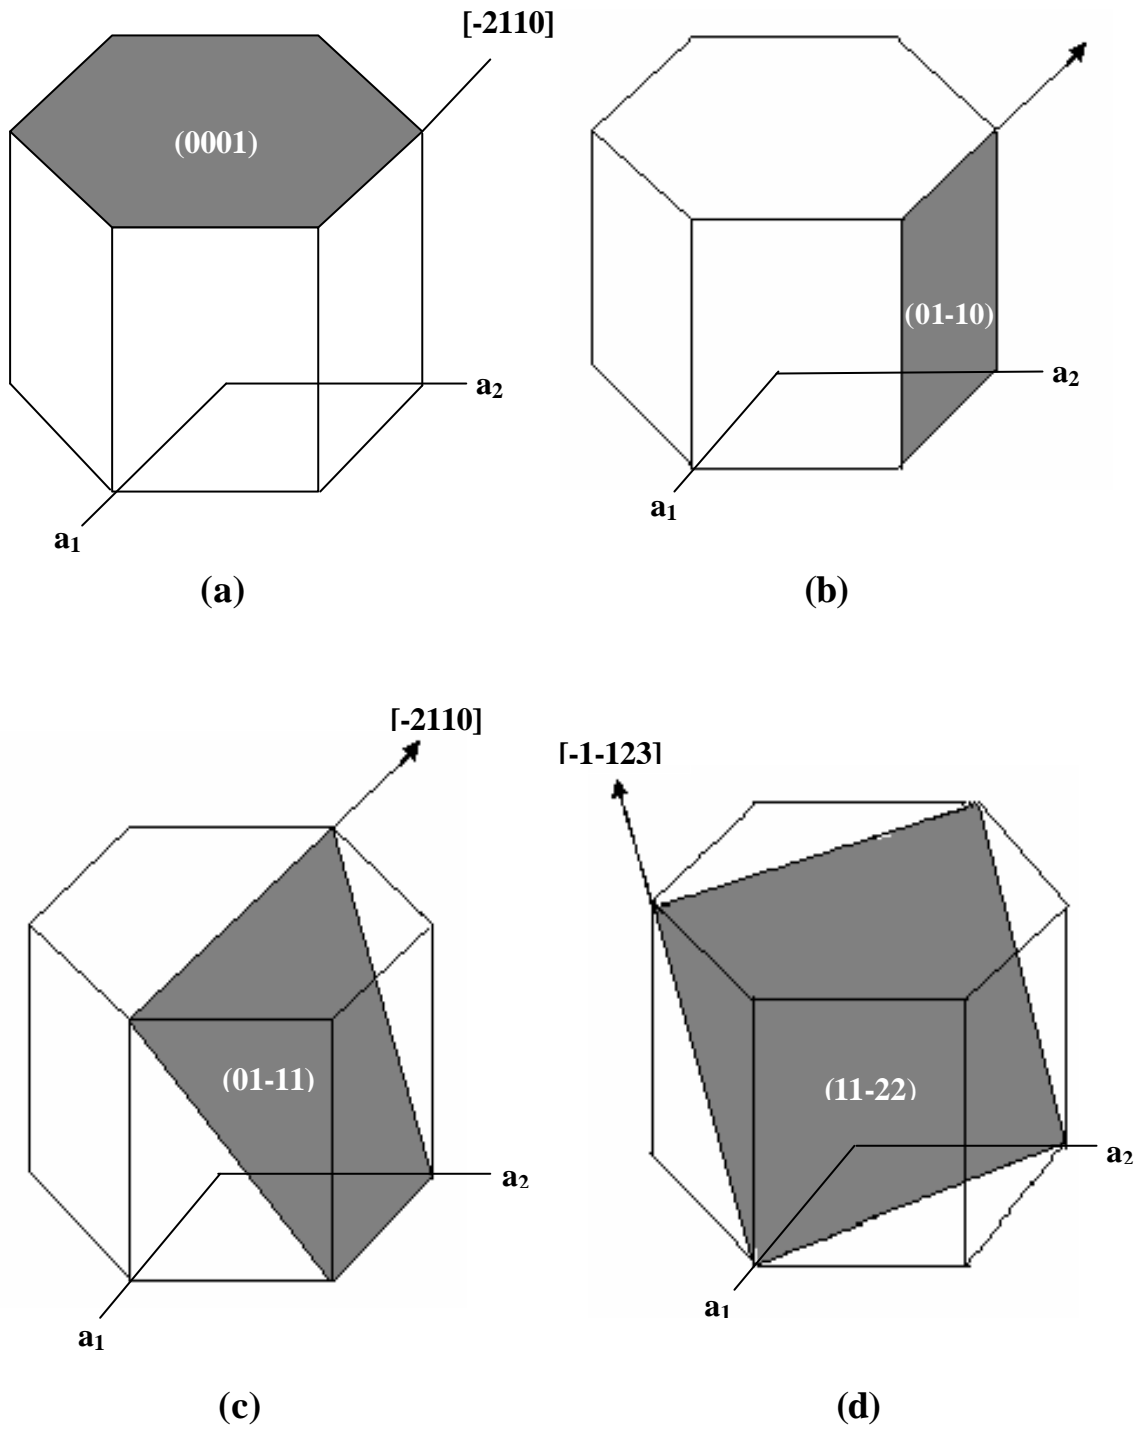 [-2110]
(0001)
(01-10)
a₂
a₂
a₁
a₁
(a)
(b)
[-2110]
[-1-123]
(01-11)
(11-22)
a₂
a₂
a₁
a₁
(c)
(d)